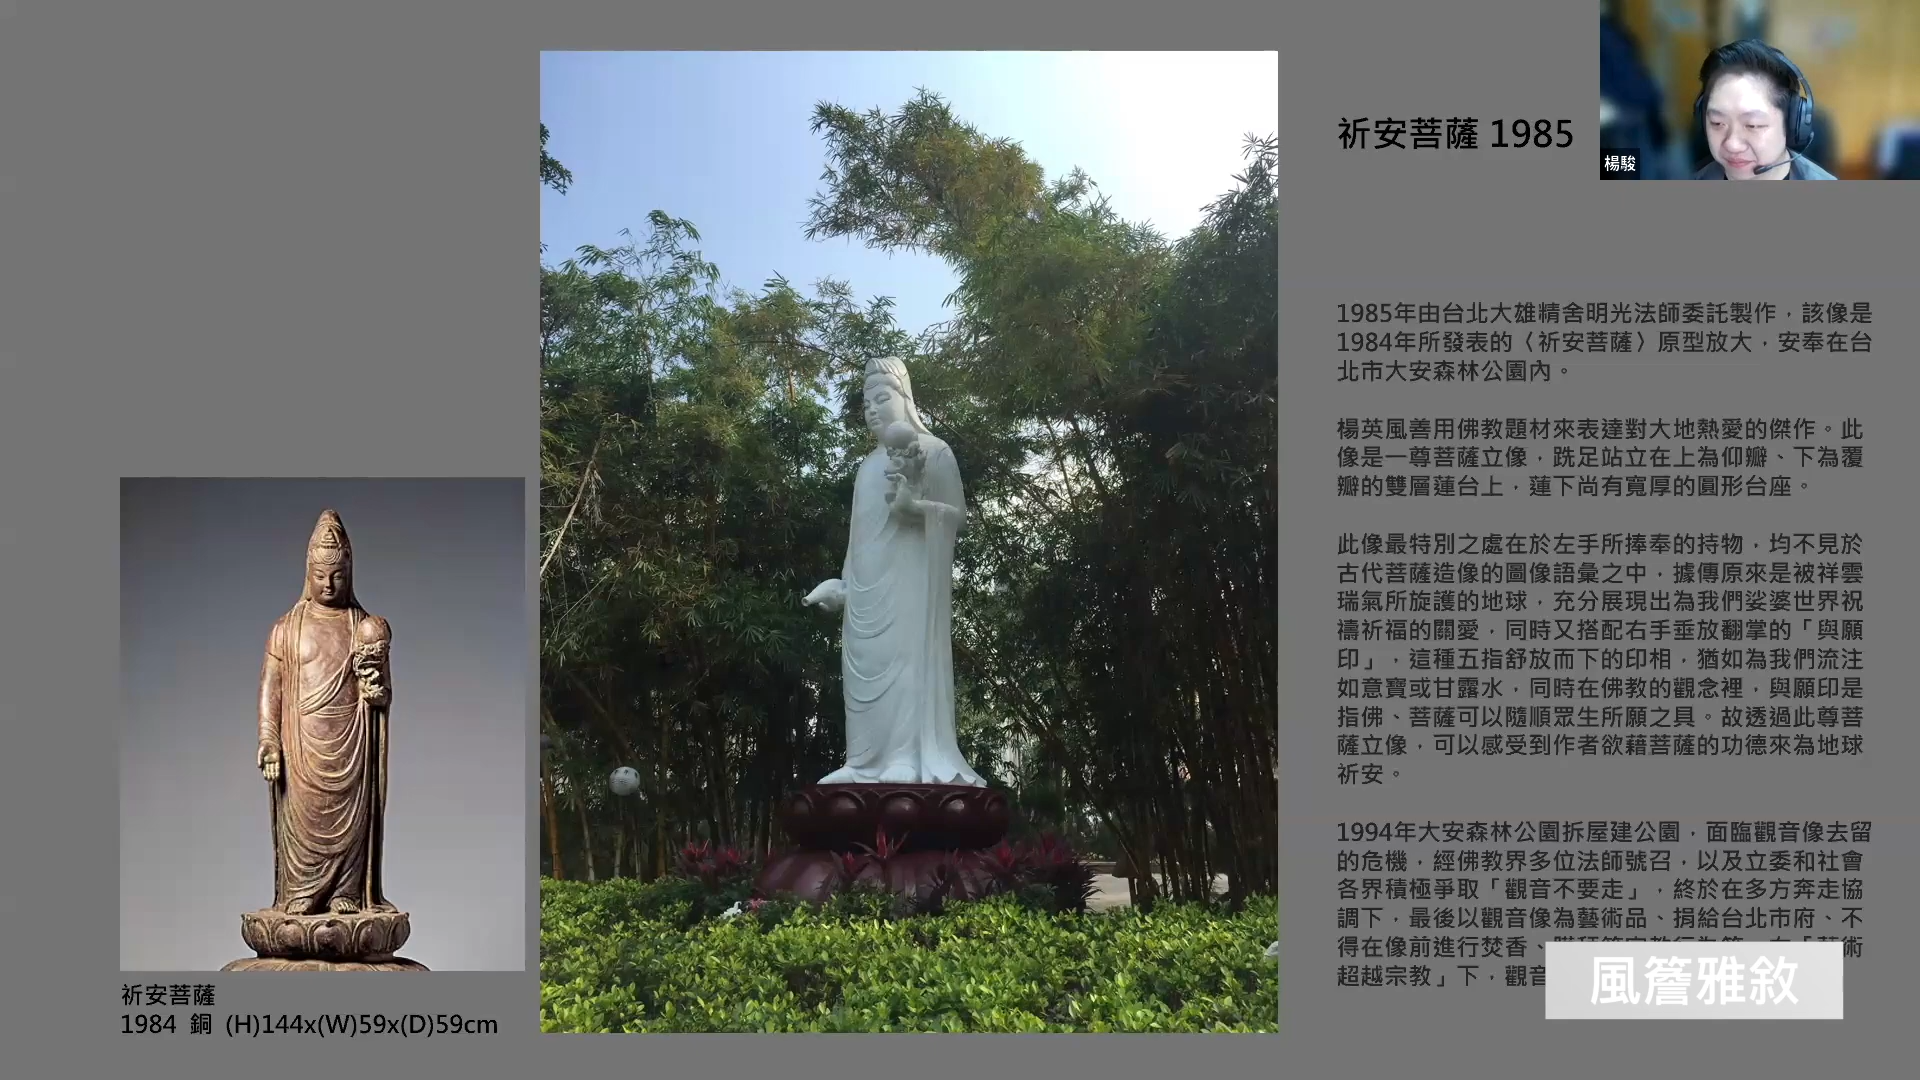 祈安菩薩 1985
楊駿
1985年由台北大雄精舍明光法師委託製作，該像是
1984年所發表的〈祈安菩薩〉原型放大，安奉在台
北市大安森林公園內。
楊英風善用佛教題材來表達對大地熱愛的傑作。此
像是一尊菩薩立像，跣足站立在上為仰瓣、下為覆
瓣的雙層蓮台上，蓮下尚有寬厚的圓形台座。
此像最特別之處在於左手所捧奉的持物，均不見於
古代菩薩造像的圖像語彙之中，據傳原來是被祥雲
瑞氣所旋護的地球，充分展現出為我們娑婆世界祝
禱祈福的關愛，同時又搭配右手垂放翻掌的「與願
印」，這種五指舒放而下的印相，猶如為我們流注
如意寶或甘露水，同時在佛教的觀念裡，與願印是
指佛、菩薩可以隨順眾生所願之具。故透過此尊菩
薩立像，可以感受到作者欲藉菩薩的功德來為地球
祈安。
1994年大安森林公園拆屋建公園，面臨觀音像去留
的危機，經佛教界多位法師號召，以及立委和社會
各界積極爭取「觀音不要走」，終於在多方奔走協
調下，最後以觀音像為藝術品、捐給台北市府、不
得在像前進行焚香、術
超越宗教」下，觀音
風簷雅敘
祈安菩薩
1984 銅 (H)144x(W)59x(D)59cm